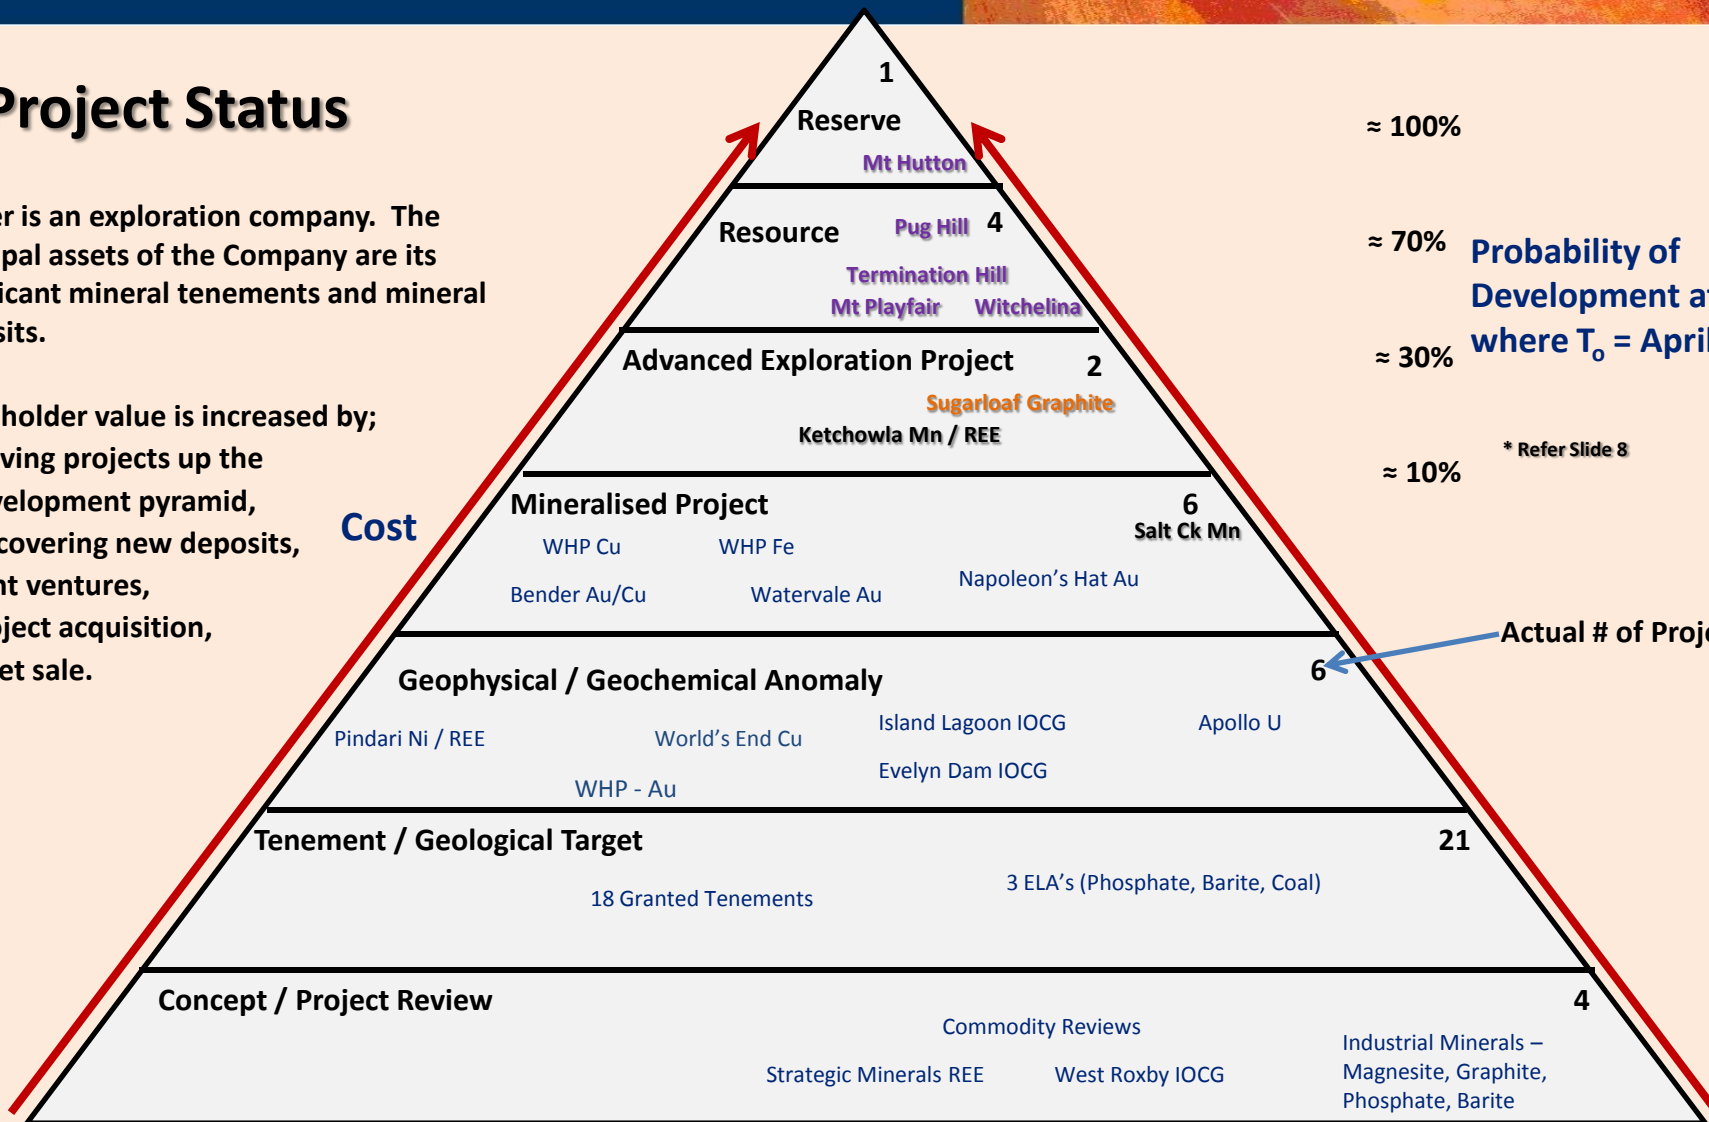 Project Status
er is an exploration company. The
ipal assets of the Company are its
icant mineral tenements and mineral
sits.
holder value is increased by;
ving projects up the
velopment pyramid,
covering new deposits,
nt ventures,
ject acquisition,
et sale.
Cost
1
Reserve
Mt Hutton
Resource
Pug Hill 4
Termination Hill
Mt Playfair Witchelina
Advanced Exploration Project
2
Sugarloaf Graphite
Ketchowla Mn / REE
Mineralised Project
6
Salt Ck Mn
WHP Cu WHP Fe
Napoleon's Hat Au
Bender Au/Cu Watervale Au
Geophysical / Geochemical Anomaly
6
Pindari Ni / REE
World's End Cu
Island Lagoon IOCG
Apollo U
Evelyn Dam IOCG
WHP - Au
Tenement / Geological Target
21
18 Granted Tenements
3 ELA's (Phosphate, Barite, Coal)
Concept / Project Review
4
Commodity Reviews
Strategic Minerals REE
West Roxby IOCG
Industrial Minerals –
Magnesite, Graphite,
Phosphate, Barite
≈ 100%
≈ 70%
≈ 30%
≈ 10%
Probability of
Development a
where To = April
* Refer Slide 8
Actual # of Proj